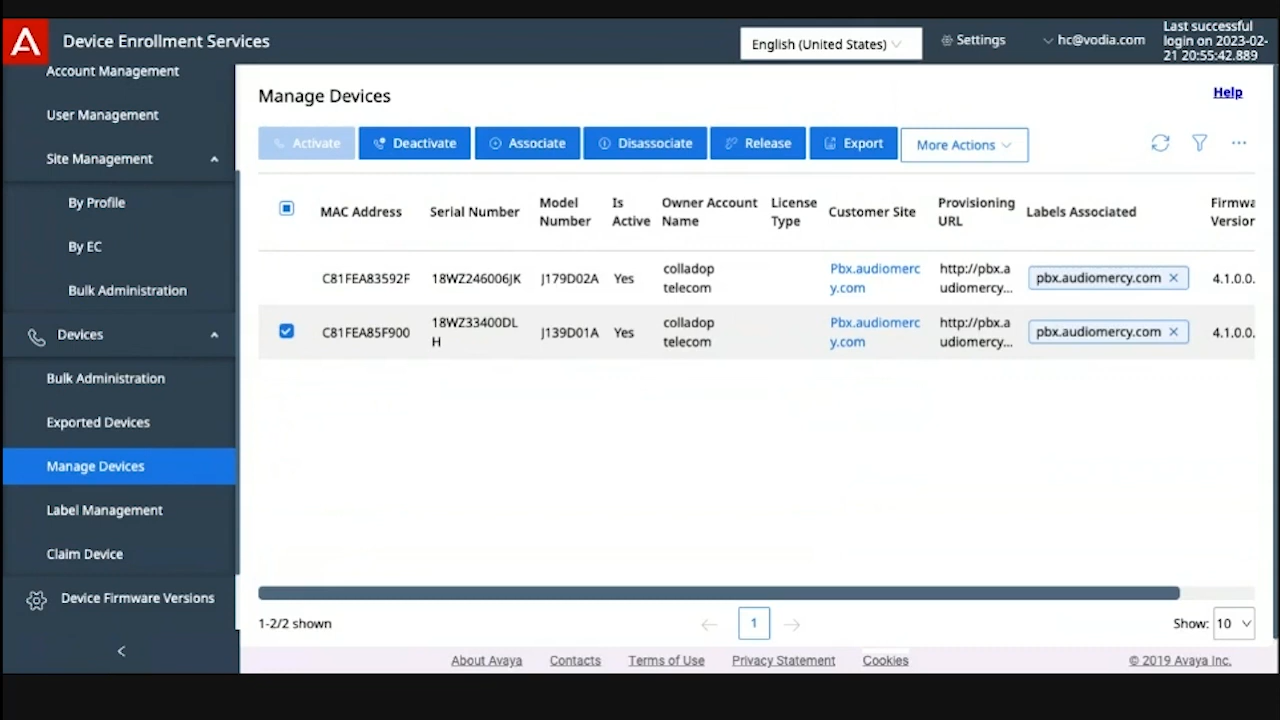 Device Enrollment Services
English (United States)
Settings
hc@vodia.com
Last successful
login on 2023-02-
21 20:55:42.889
Account Management
User Management
Site Management
By Profile
By EC
Bulk Administration
Devices
Bulk Administration
Exported Devices
Manage Devices
Label Management
Claim Device
Device Firmware Versions
Manage Devices
Help
Activate
Deactivate
Associate
Disassociate
Release
Export
More Actions
MAC Address
Serial Number
Model
Number
Is
Active
Owner Account
Name
License
Type
Customer Site
Provisioning
URL
Labels Associated
Firmwa
Version
C81FEA83592F
18WZ246006JK
J179D02A
Yes
colladop
telecom
Pbx.audiomerc
y.com
http://pbx.a
udiomercy...
pbx.audiomercy.com
4.1.0.0.
C81FEA85F900
18WZ33400DL
H
J139D01A
Yes
colladop
telecom
Pbx.audiomerc
y.com
http://pbx.a
udiomercy...
pbx.audiomercy.com
4.1.0.0.
1-2/2 shown
1
Show: 10
About Avaya
Contacts
Terms of Use
Privacy Statement
Cookies
© 2019 Avaya Inc.